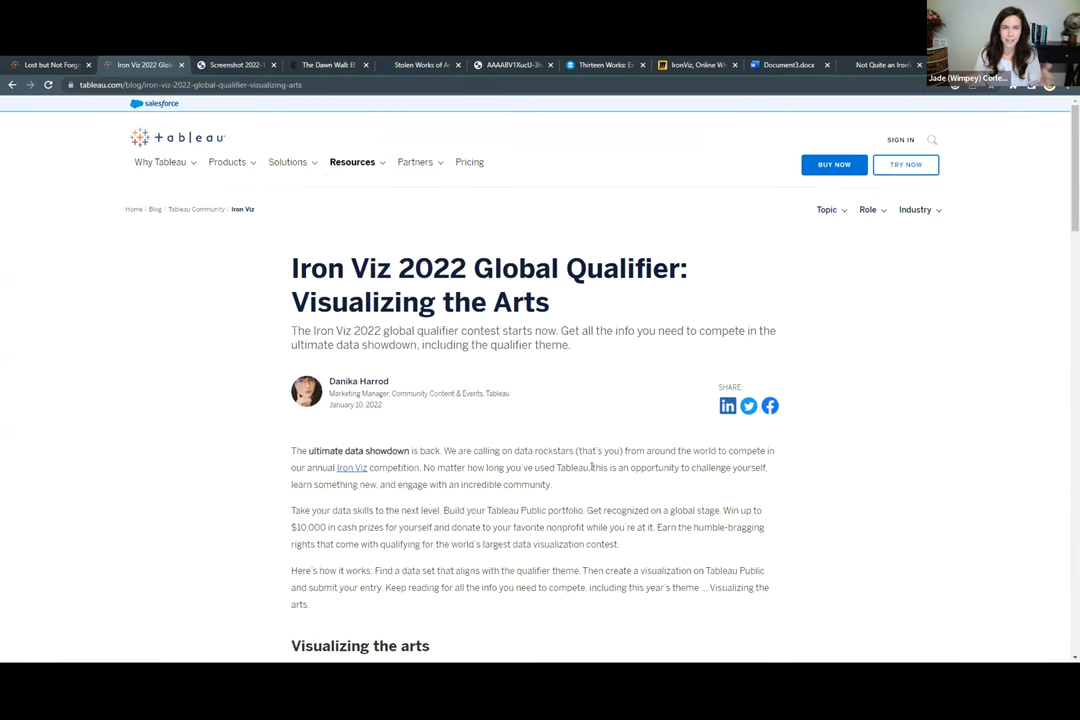 Jade (Wimpey) Corle...
Lost but Not Forg
Iron Viz 2022 Glob
Screenshot 2022-1
The Dawn Wall: El
Stolen Works of A
Thirteen Works: Ex
IronViz, Online W
Document3.docx
Not Quite an Iron
tableau.com/blog/iron-viz-2022-global-qualifier-visualizing-arts
salesforce
+ a b l e a u
SIGN IN
Why Tableau Products Solutions Resources Partners Pricing
BUY NOW TRY NOW
Home / Blog / Tableau Community / Iron Viz
Topic Role Industry
Iron Viz 2022 Global Qualifier:
Visualizing the Arts
The Iron Viz 2022 global qualifier contest starts now. Get all the info you need to compete in the
ultimate data showdown, including the qualifier theme.
Danika Harrod
Marketing Manager, Community Content & Events, Tableau
January 10, 2022
SHARE:
The ultimate data showdown is back. We are calling on data rockstars (that's you) from around the world to compete in
our annual Iron Viz competition. No matter how long you've used Tableau, this is an opportunity to challenge yourself,
learn something new, and engage with an incredible community.
Take your data skills to the next level. Build your Tableau Public portfolio. Get recognized on a global stage. Win up to
$10,000 in cash prizes for yourself and donate to your favorite nonprofit while you're at it. Earn the humble-bragging
rights that come with qualifying for the world's largest data visualization contest.
Here's how it works: Find a data set that aligns with the qualifier theme. Then create a visualization on Tableau Public
and submit your entry. Keep reading for all the info you need to compete, including this year's theme ... Visualizing the
arts.
Visualizing the arts